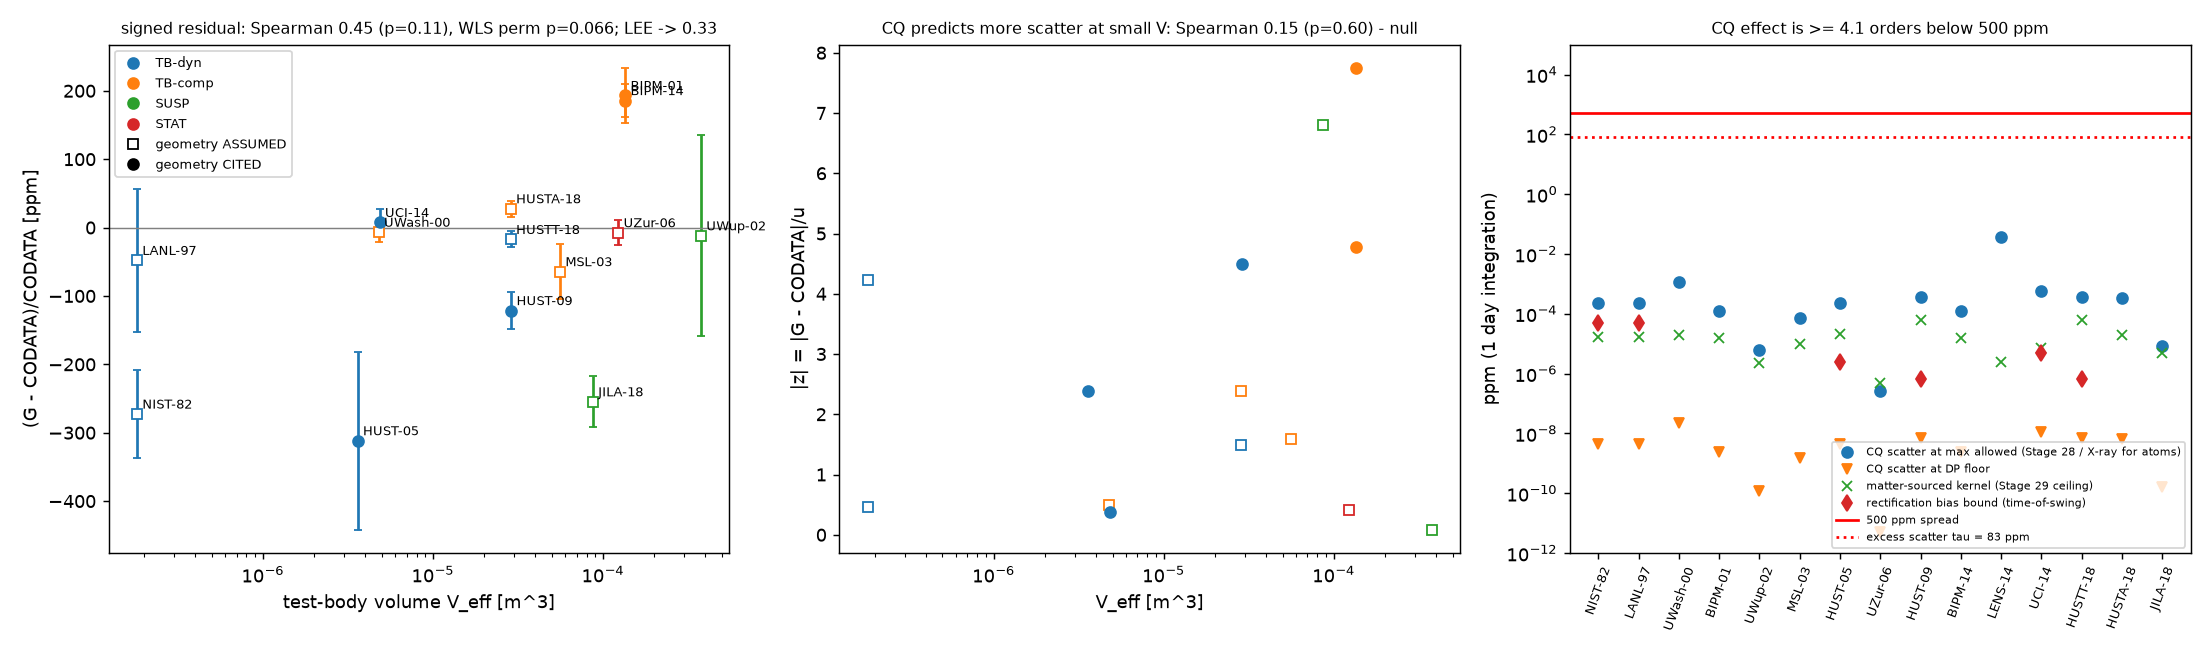 signed residual: Spearman 0.45 (p=0.11), WLS perm p=0.066; LEE -> 0.33
(G - CODATA)/CODATA [ppm]
200
100
0
−100
−200
−300
−400
TB-dyn
TB-comp
SUSP
STAT
geometry ASSUMED
geometry CITED
BIPM-01
BIPM-14
HUSTA-18
UCI-14
UWash-00
UZur-06
UWup-02
HUSTT-18
LANL-97
MSL-03
HUST-09
JILA-18
NIST-82
HUST-05
10⁻⁶
10⁻⁵
10⁻⁴
test-body volume V_eff [m^3]
CQ predicts more scatter at small V: Spearman 0.15 (p=0.60) - null
|z| = |G - CODATA|/u
8
7
6
5
4
3
2
1
0
10⁻⁶
10⁻⁵
10⁻⁴
V_eff [m^3]
CQ effect is >= 4.1 orders below 500 ppm
ppm (1 day integration)
10⁴
10²
10⁰
10⁻²
10⁻⁴
10⁻⁶
10⁻⁸
10⁻¹⁰
10⁻¹²
CQ scatter at max allowed (Stage 28 / X-ray for atoms)
CQ scatter at DP floor
matter-sourced kernel (Stage 29 ceiling)
rectification bias bound (time-of-swing)
500 ppm spread
excess scatter tau = 83 ppm
NIST-82
LANL-97
UWash-00
BIPM-01
UWup-02
MSL-03
HUST-05
UZur-06
HUST-09
BIPM-14
LENS-14
UCI-14
HUSTT-18
HUSTA-18
JILA-18